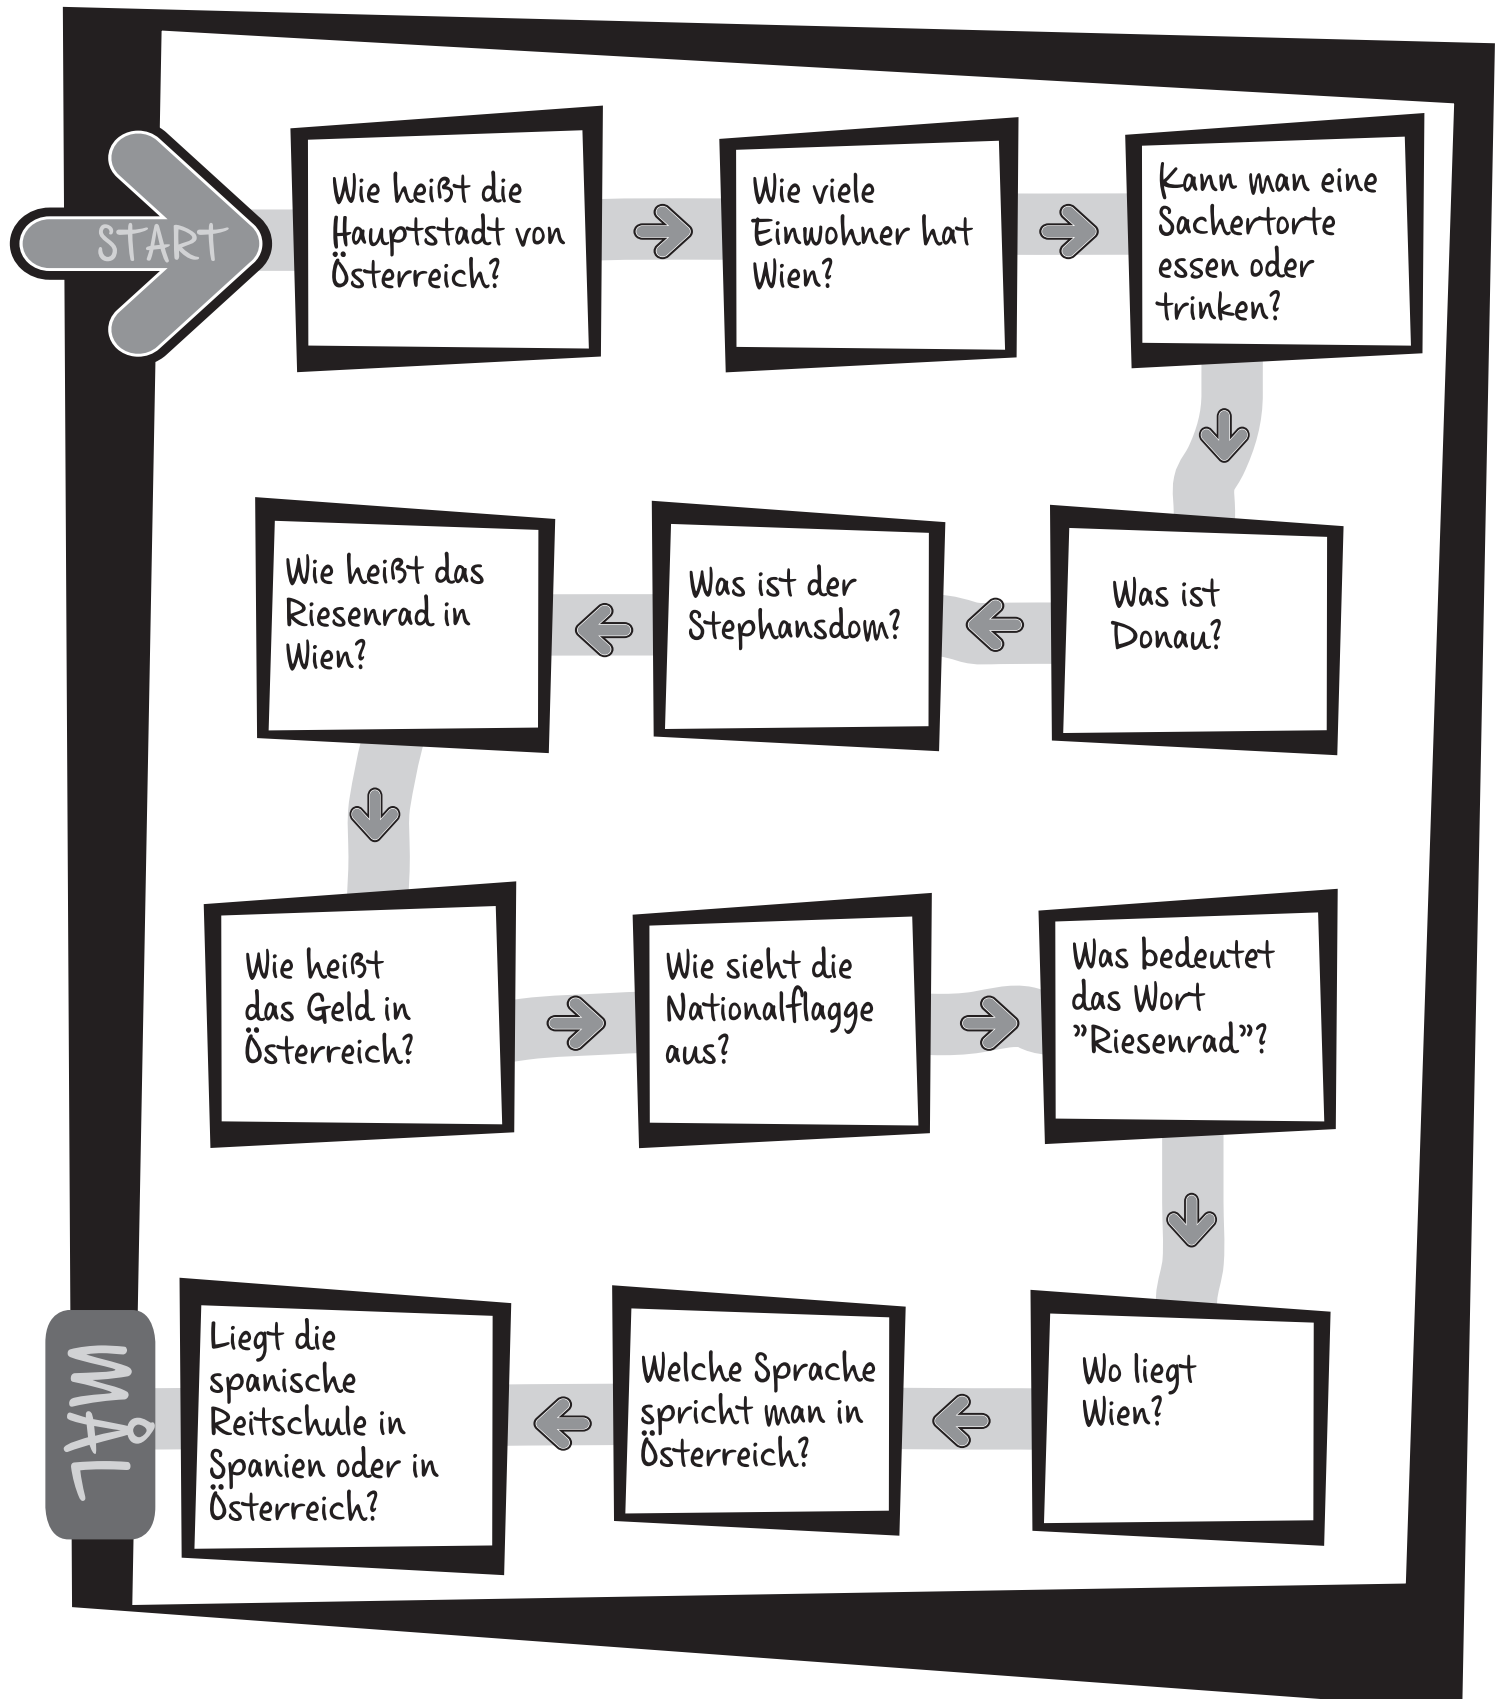 START
Wie heißt die
Hauptstadt von
Österreich?
Wie viele
Einwohner hat
Wien?
Kann man eine
Sachertorte
essen oder
trinken?
Was ist
Donau?
Was ist der
Stephansdom?
Wie heißt das
Riesenrad in
Wien?
Wie heißt
das Geld in
Österreich?
Wie sieht die
Nationalflagge
aus?
Was bedeutet
das Wort
”Riesenrad”?
Wo liegt
Wien?
Welche Sprache
spricht man in
Österreich?
Liegt die
spanische
Reitschule in
Spanien oder in
Österreich?
MÅL